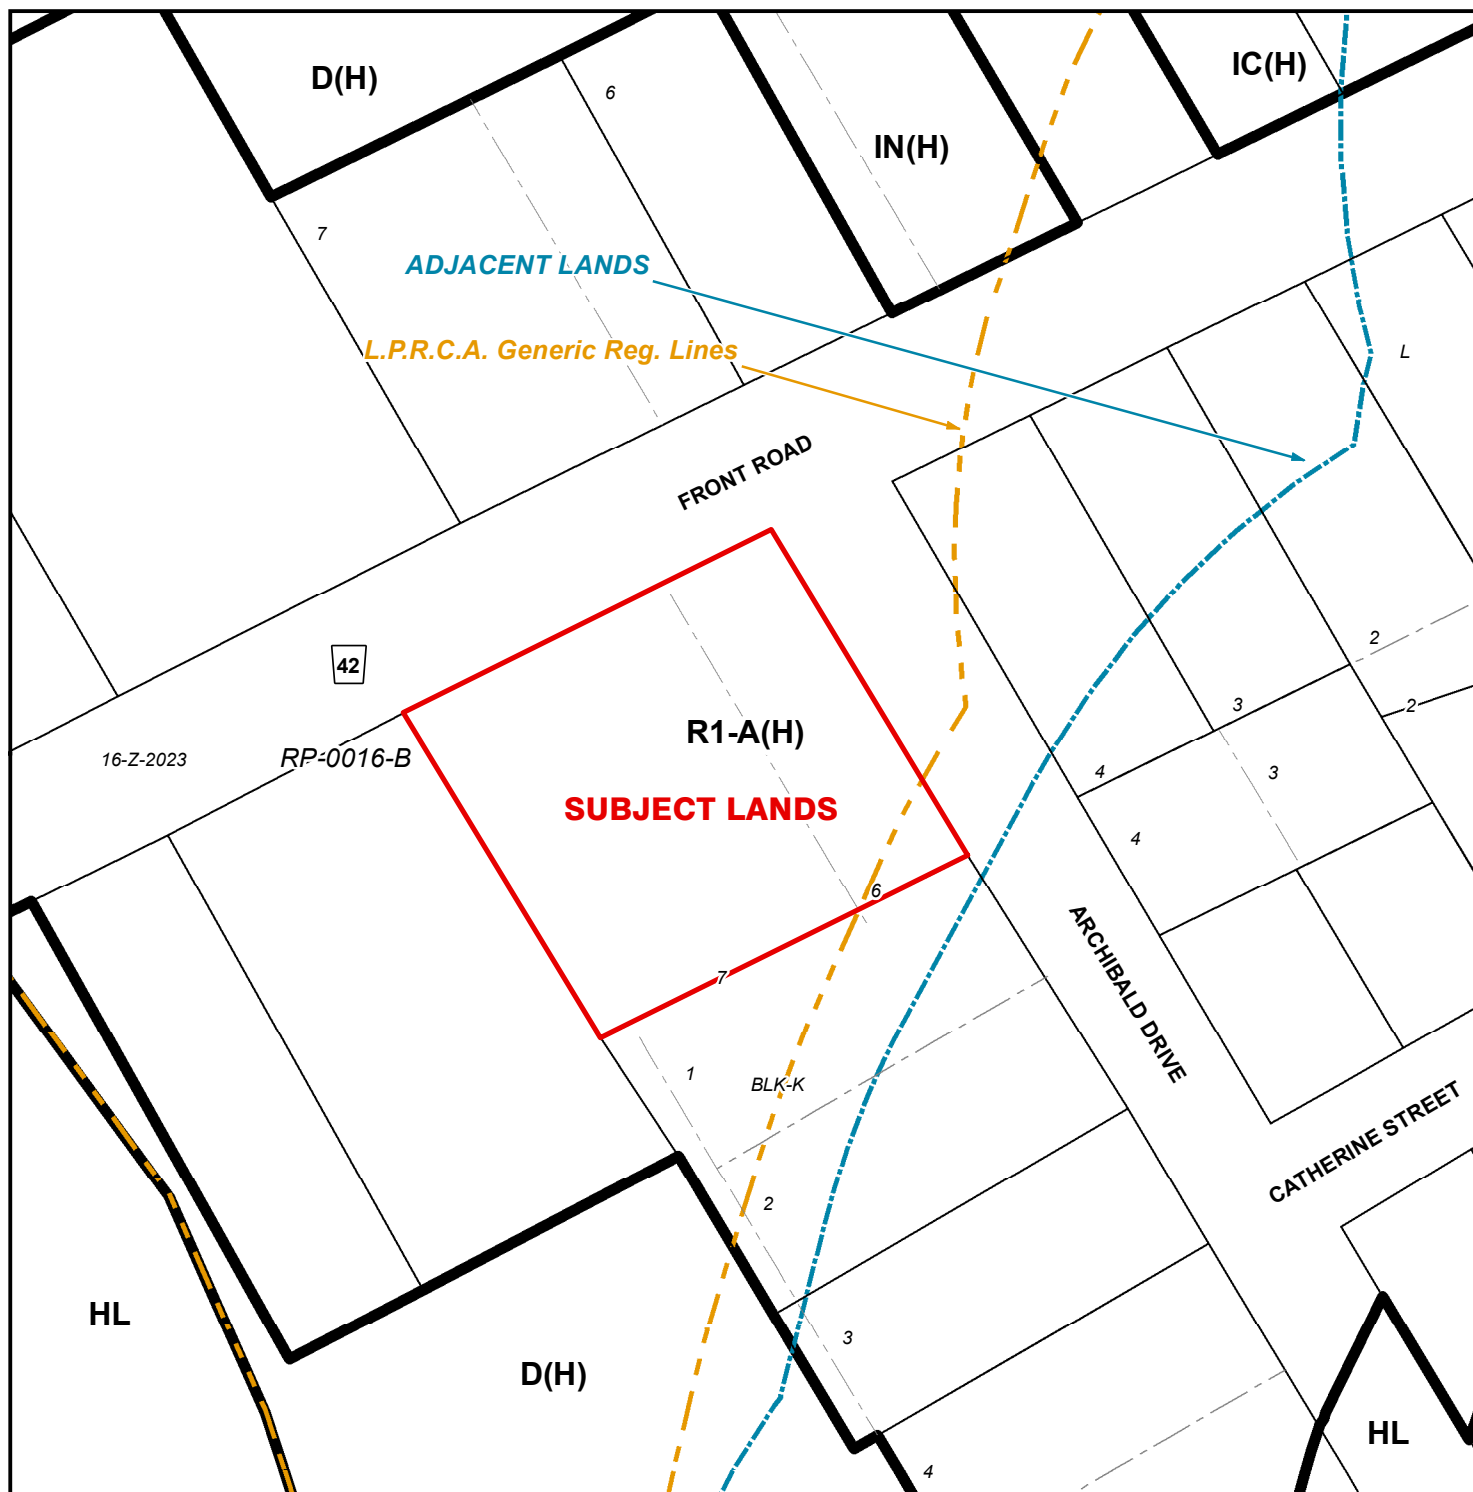 D(H)
IC(H)
6
IN(H)
7
ADJACENT LANDS
L.P.R.C.A. Generic Reg. Lines
L
FRONT ROAD
42
2
3
2
R1-A(H)
16-Z-2023
RP-0016-B
4
3
SUBJECT LANDS
4
6
7
ARCHIBALD DRIVE
1
BLK-K
CATHERINE STREET
2
HL
3
D(H)
HL
4